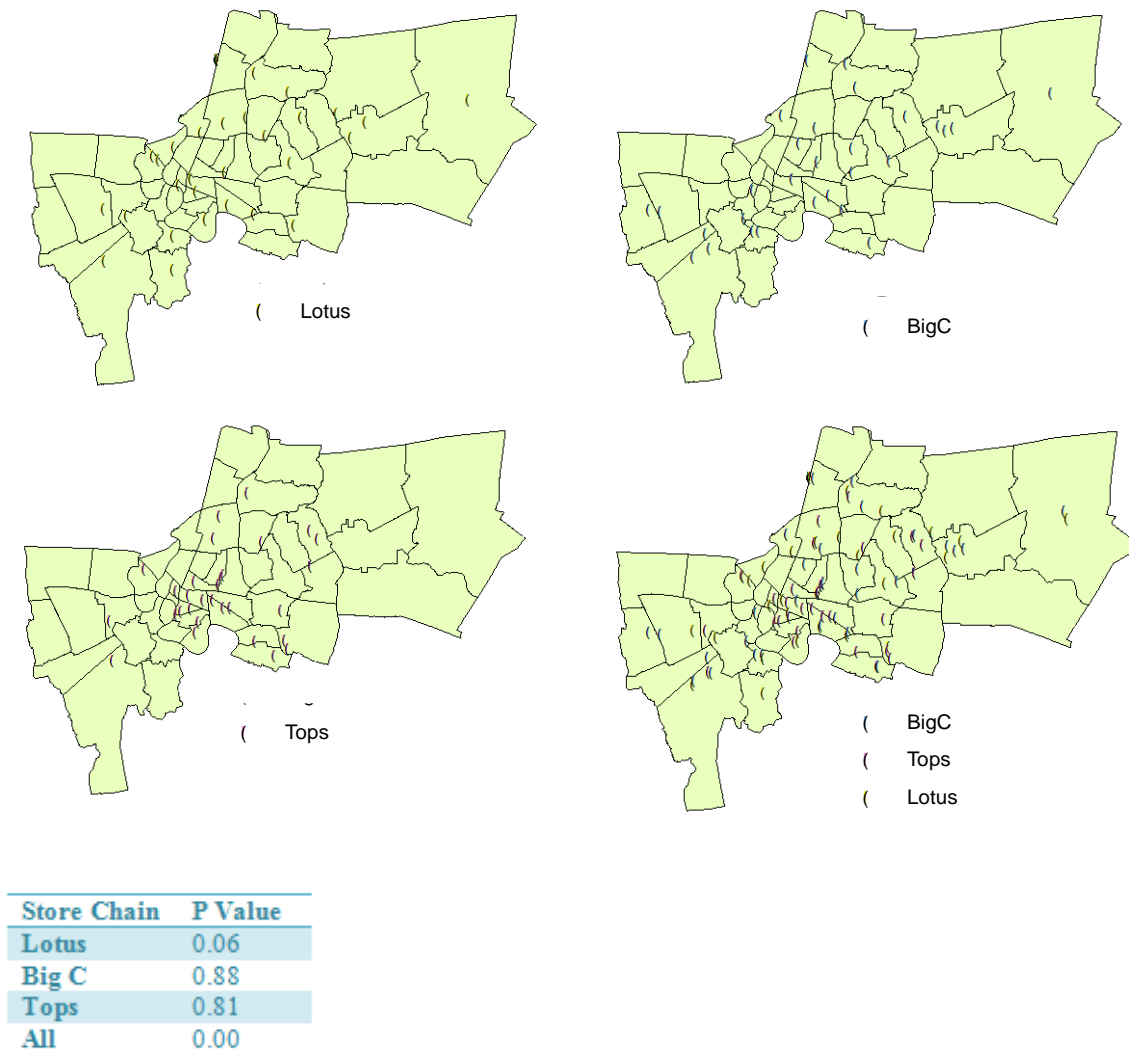 Lotus
BigC
Tops
BigC
Tops
Lotus
Store Chain P Value
Lotus 0.06
Big C 0.88
Tops 0.81
All 0.00